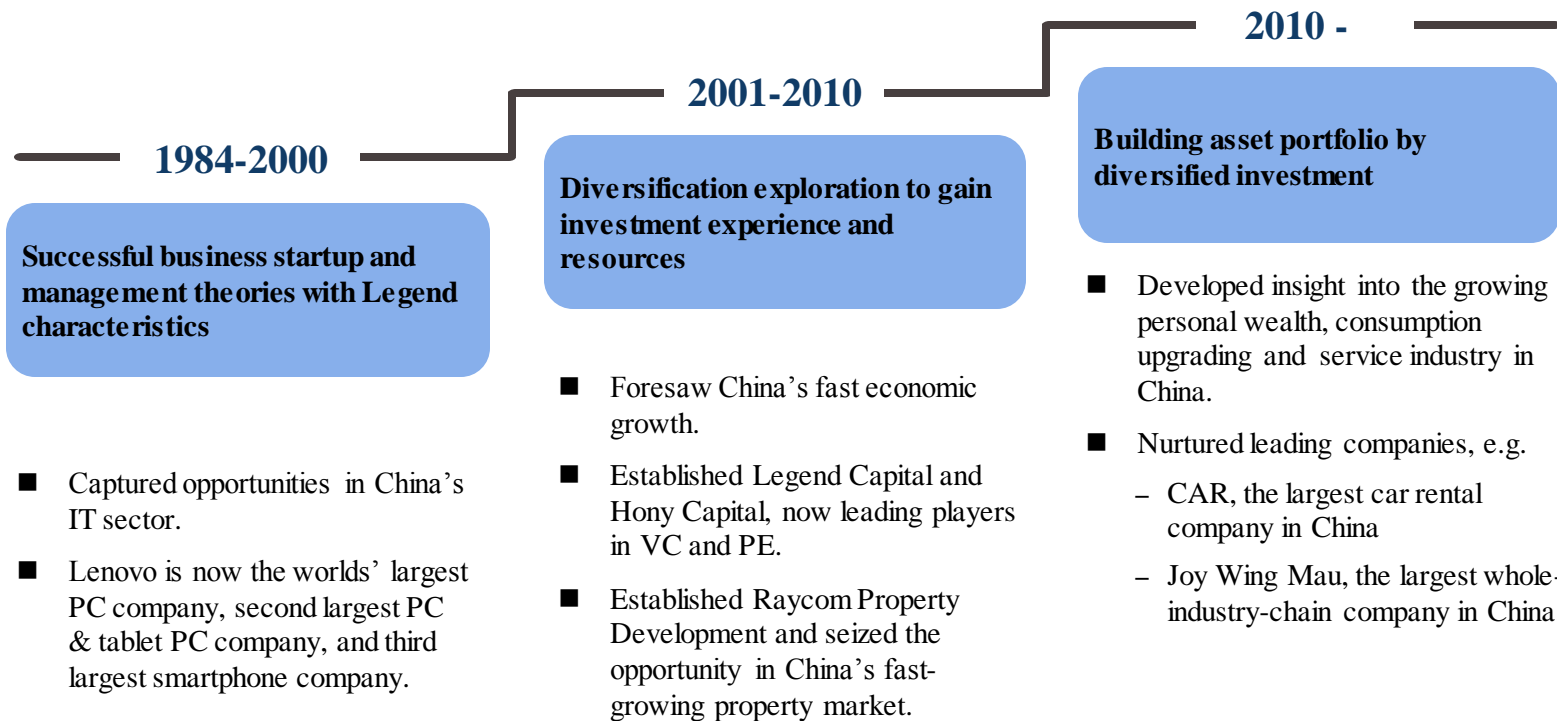 1984-2000
Successful business startup and
management theories with Legend
characteristics
■ Captured opportunities in China's
IT sector.
■ Lenovo is now the worlds' largest
PC company, second largest PC
& tablet PC company, and third
largest smartphone company.
2001-2010
Diversification exploration to gain
investment experience and
resources
■ Foresaw China's fast economic
growth.
■ Established Legend Capital and
Hony Capital, now leading players
in VC and PE.
■ Established Raycom Property
Development and seized the
opportunity in China's fast-
growing property market.
2010 -
Building asset portfolio by
diversified investment
■ Developed insight into the growing
personal wealth, consumption
upgrading and service industry in
China.
■ Nurtured leading companies, e.g.
– CAR, the largest car rental
company in China
– Joy Wing Mau, the largest whole-
industry-chain company in China